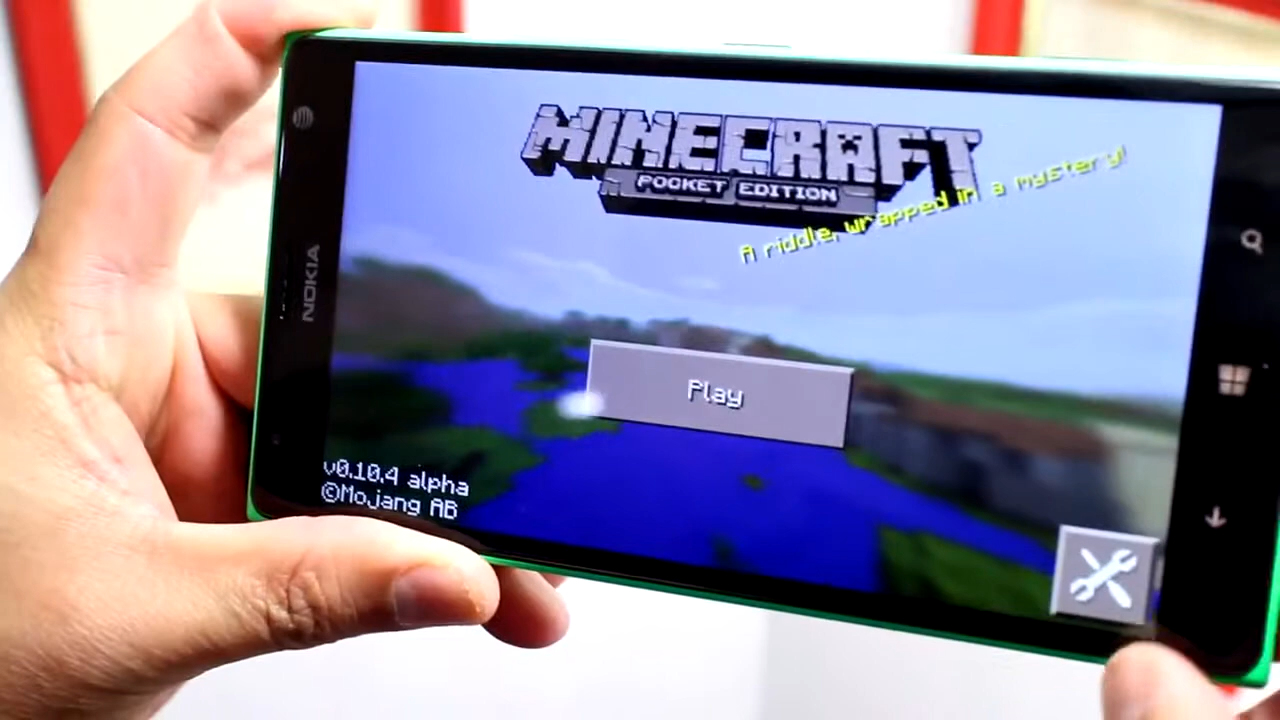 MINECRAFT
POCKET EDITION
A riddle, wrapped in a mystery!
NOKIA
Play
v0.10.4 alpha
©Mojang AB